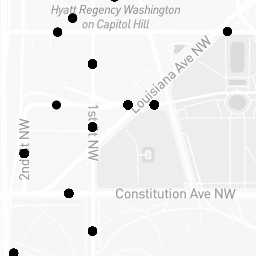 Hyatt Regency Washington
on Capitol Hill
Louisiana Ave NW
1st St NW
2nd St NW
Constitution Ave NW